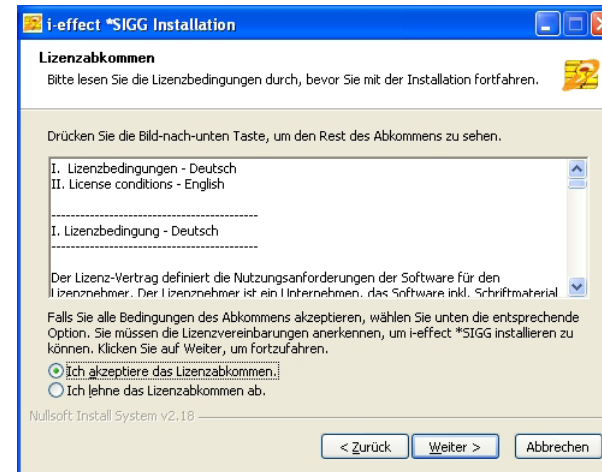 i-effect *SIGG Installation
Lizenzabkommen
Bitte lesen Sie die Lizenzbedingungen durch, bevor Sie mit der Installation fortfahren.
Drücken Sie die Bild-nach-unten Taste, um den Rest des Abkommens zu sehen.
I. Lizenzbedingungen - Deutsch
II. License conditions - English
-------------------------------------------
I. Lizenzbedingung - Deutsch
-------------------------------------------
Der Lizenz-Vertrag definiert die Nutzungsanforderungen der Software für den
Lizenznehmer. Der Lizenznehmer ist ein Unternehmen, das Software inkl. Schriftmaterial
Falls Sie alle Bedingungen des Abkommens akzeptieren, wählen Sie unten die entsprechende
Option. Sie müssen die Lizenzvereinbarungen anerkennen, um i-effect *SIGG installieren zu
können. Klicken Sie auf Weiter, um fortzufahren.
Ich akzeptiere das Lizenzabkommen.
Ich lehne das Lizenzabkommen ab.
Nullsoft Install System v2.18
< Zurück Weiter > Abbrechen